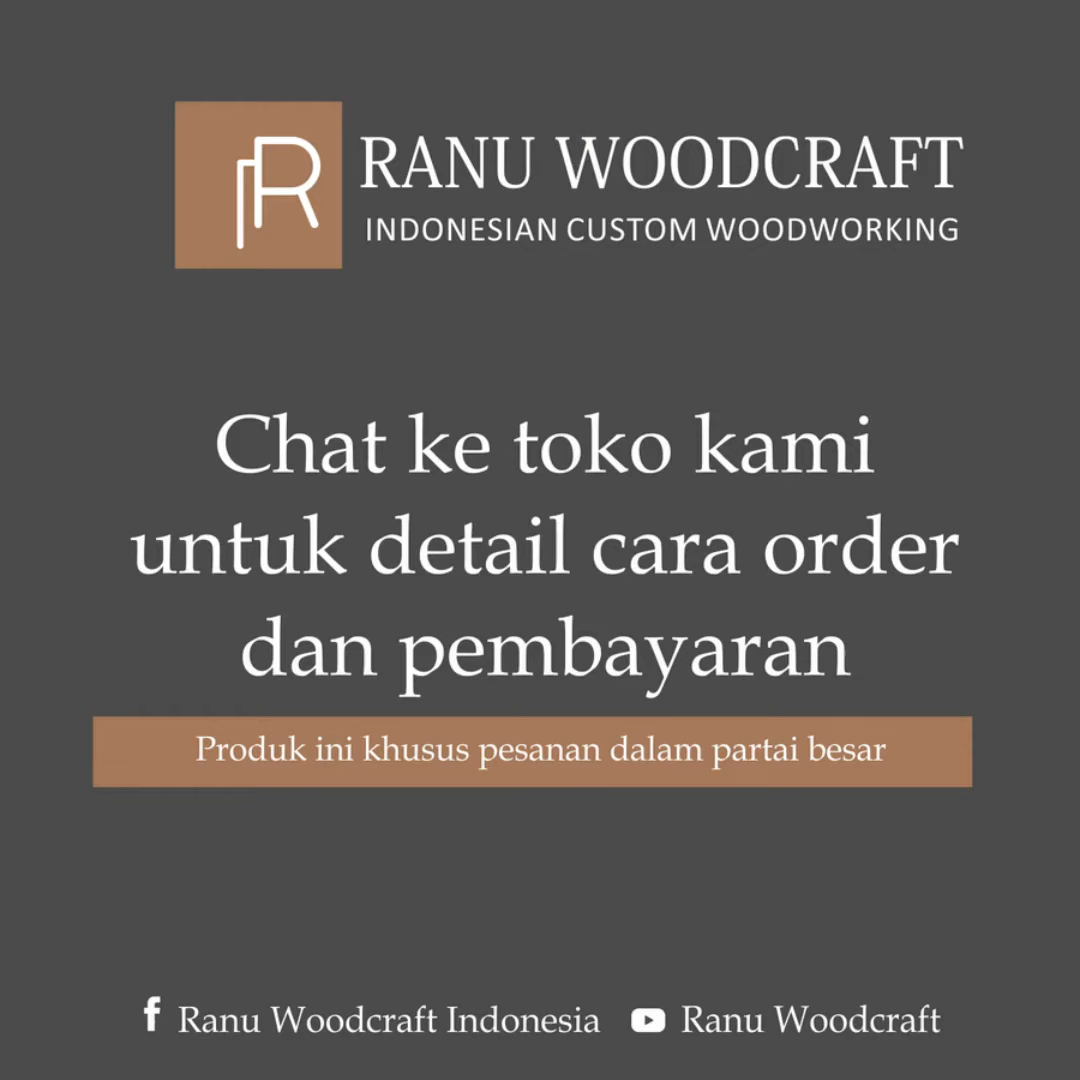 RANU WOODCRAFT
INDONESIAN CUSTOM WOODWORKING
Chat ke toko kami
untuk detail cara order
dan pembayaran
Produk ini khusus pesanan dalam partai besar
Ranu Woodcraft Indonesia
Ranu Woodcraft